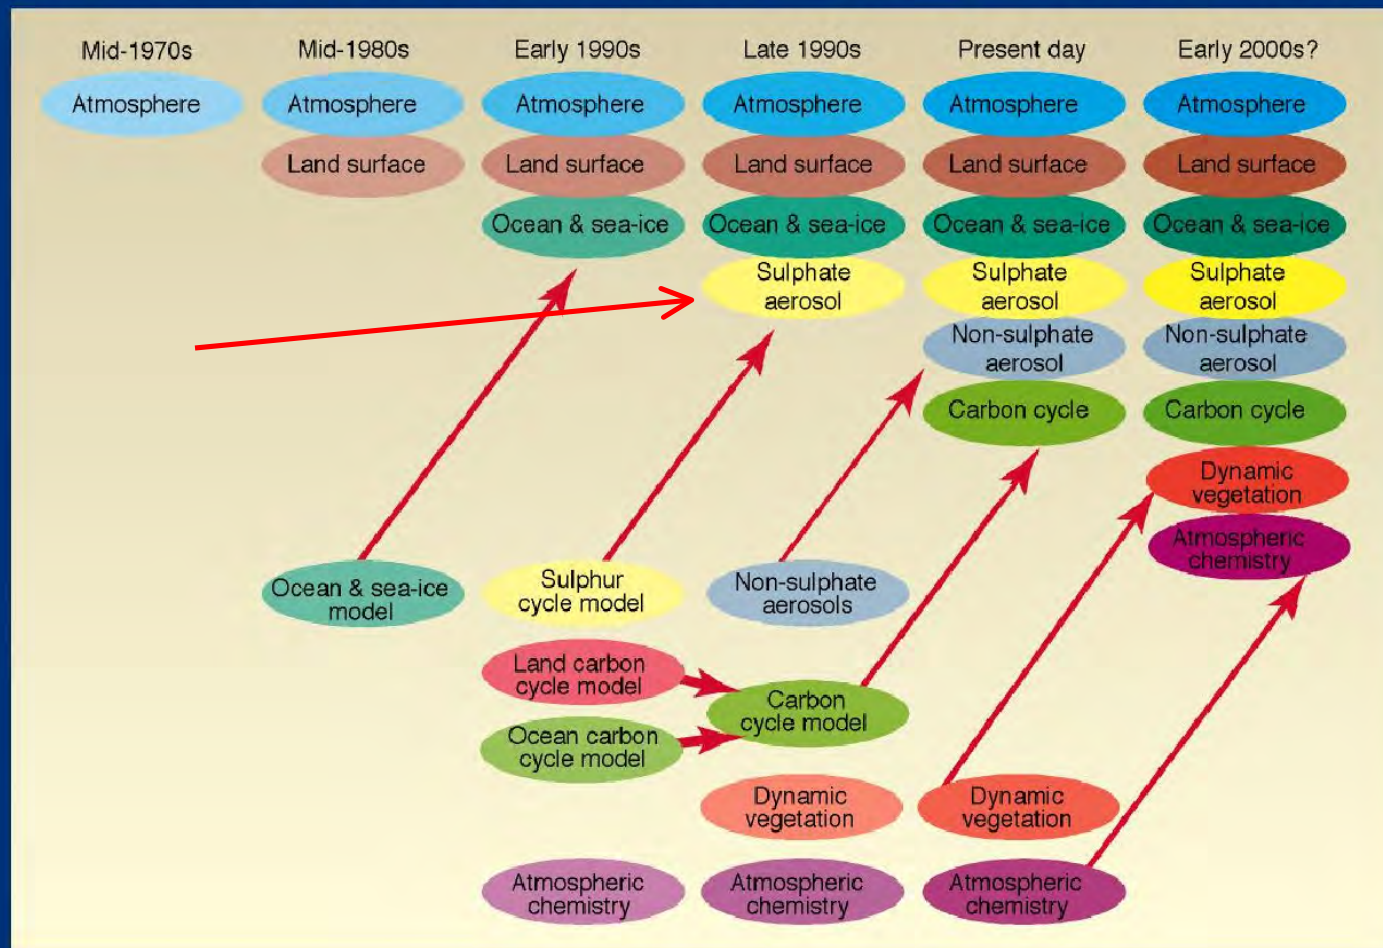 Mid-1970s
Mid-1980s
Early 1990s
Late 1990s
Present day
Early 2000s?
Atmosphere
Atmosphere
Atmosphere
Atmosphere
Atmosphere
Atmosphere
Land surface
Land surface
Land surface
Land surface
Land surface
Ocean & sea-ice
Ocean & sea-ice
Ocean & sea-ice
Ocean & sea-ice
Sulphate
aerosol
Sulphate
aerosol
Sulphate
aerosol
Non-sulphate
aerosol
Non-sulphate
aerosol
Carbon cycle
Carbon cycle
Dynamic
vegetation
Atmospheric
chemistry
Ocean & sea-ice
model
Sulphur
cycle model
Non-sulphate
aerosols
Land carbon
cycle model
Carbon
cycle model
Ocean carbon
cycle model
Dynamic
vegetation
Dynamic
vegetation
Atmospheric
chemistry
Atmospheric
chemistry
Atmospheric
chemistry